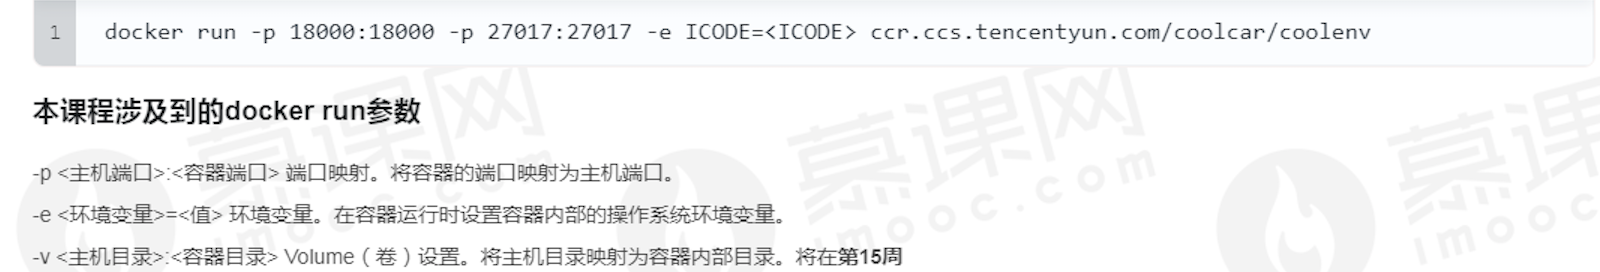 1 docker run -p 18000:18000 -p 27017:27017 -e ICODE=<ICODE> ccr.ccs.tencentyun.com/coolcar/coolenv
本课程涉及到的docker run参数
-p <主机端口>:<容器端口> 端口映射。将容器的端口映射为主机端口。
-e <环境变量>=<值> 环境变量。在容器运行时设置容器内部的操作系统环境变量。
-v <主机目录>:<容器目录> Volume（卷）设置。将主机目录映射为容器内部目录。将在第15周
慕课网
imooc.com
慕课网
imooc.com
慕课
imooc